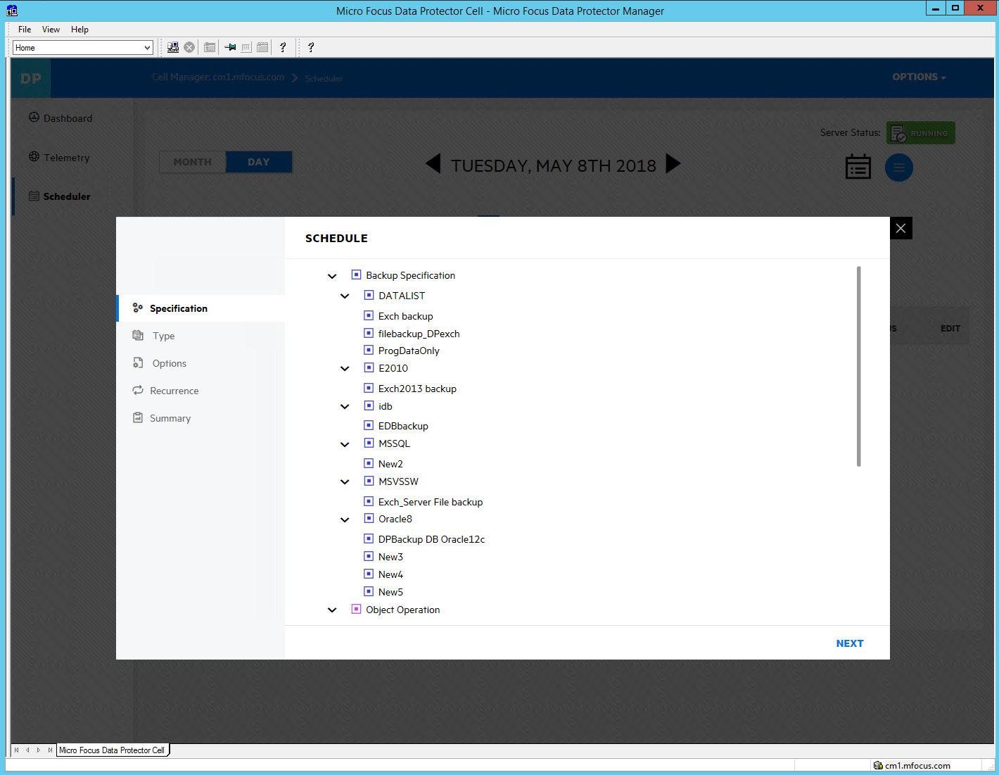 Micro Focus Data Protector Cell - Micro Focus Data Protector Manager
File View Help
Home
DP
Cell Manager: cm1.mfocus.com > Scheduler
OPTIONS
Dashboard
Server Status: RUNNING
Telemetry
MONTH DAY
TUESDAY, MAY 8TH 2018
Scheduler
SCHEDULE
Backup Specification
DATALIST
Specification
Exch backup
filebackup_DPexch
EDIT
Type
ProgDataOnly
Options
E2010
Exch2013 backup
Recurrence
idb
Summary
EDBbackup
MSSQL
New2
MSVSSW
Exch_Server File backup
Oracle8
DPBackup DB Oracle12c
New3
New4
New5
Object Operation
NEXT
Micro Focus Data Protector Cell
cm1.mfocus.com